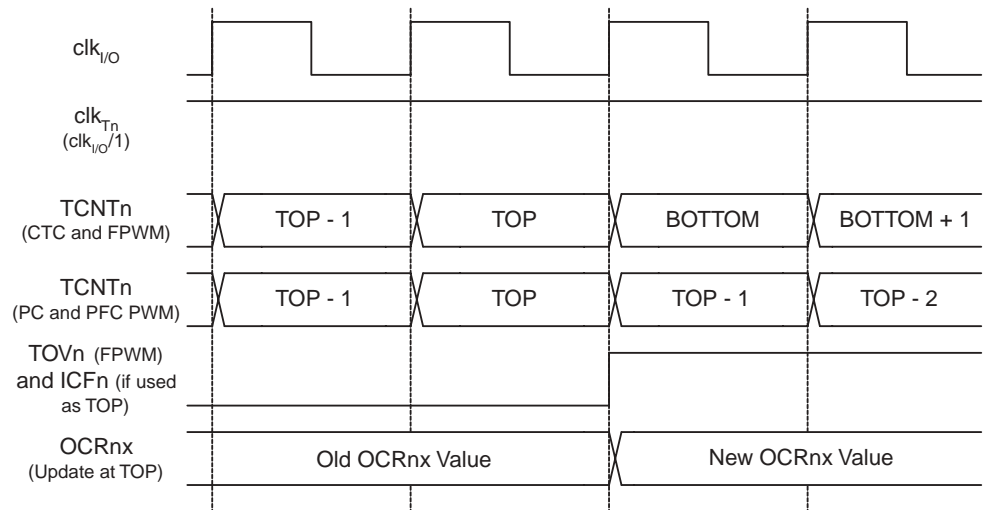 clkI/O
clkTn
(clkI/O/1)
TCNTn
(CTC and FPWM)
TOP - 1
TOP
BOTTOM
BOTTOM + 1
TCNTn
(PC and PFC PWM)
TOP - 1
TOP
TOP - 1
TOP - 2
TOVn (FPWM)
and ICFn (if used
as TOP)
OCRnx
(Update at TOP)
Old OCRnx Value
New OCRnx Value